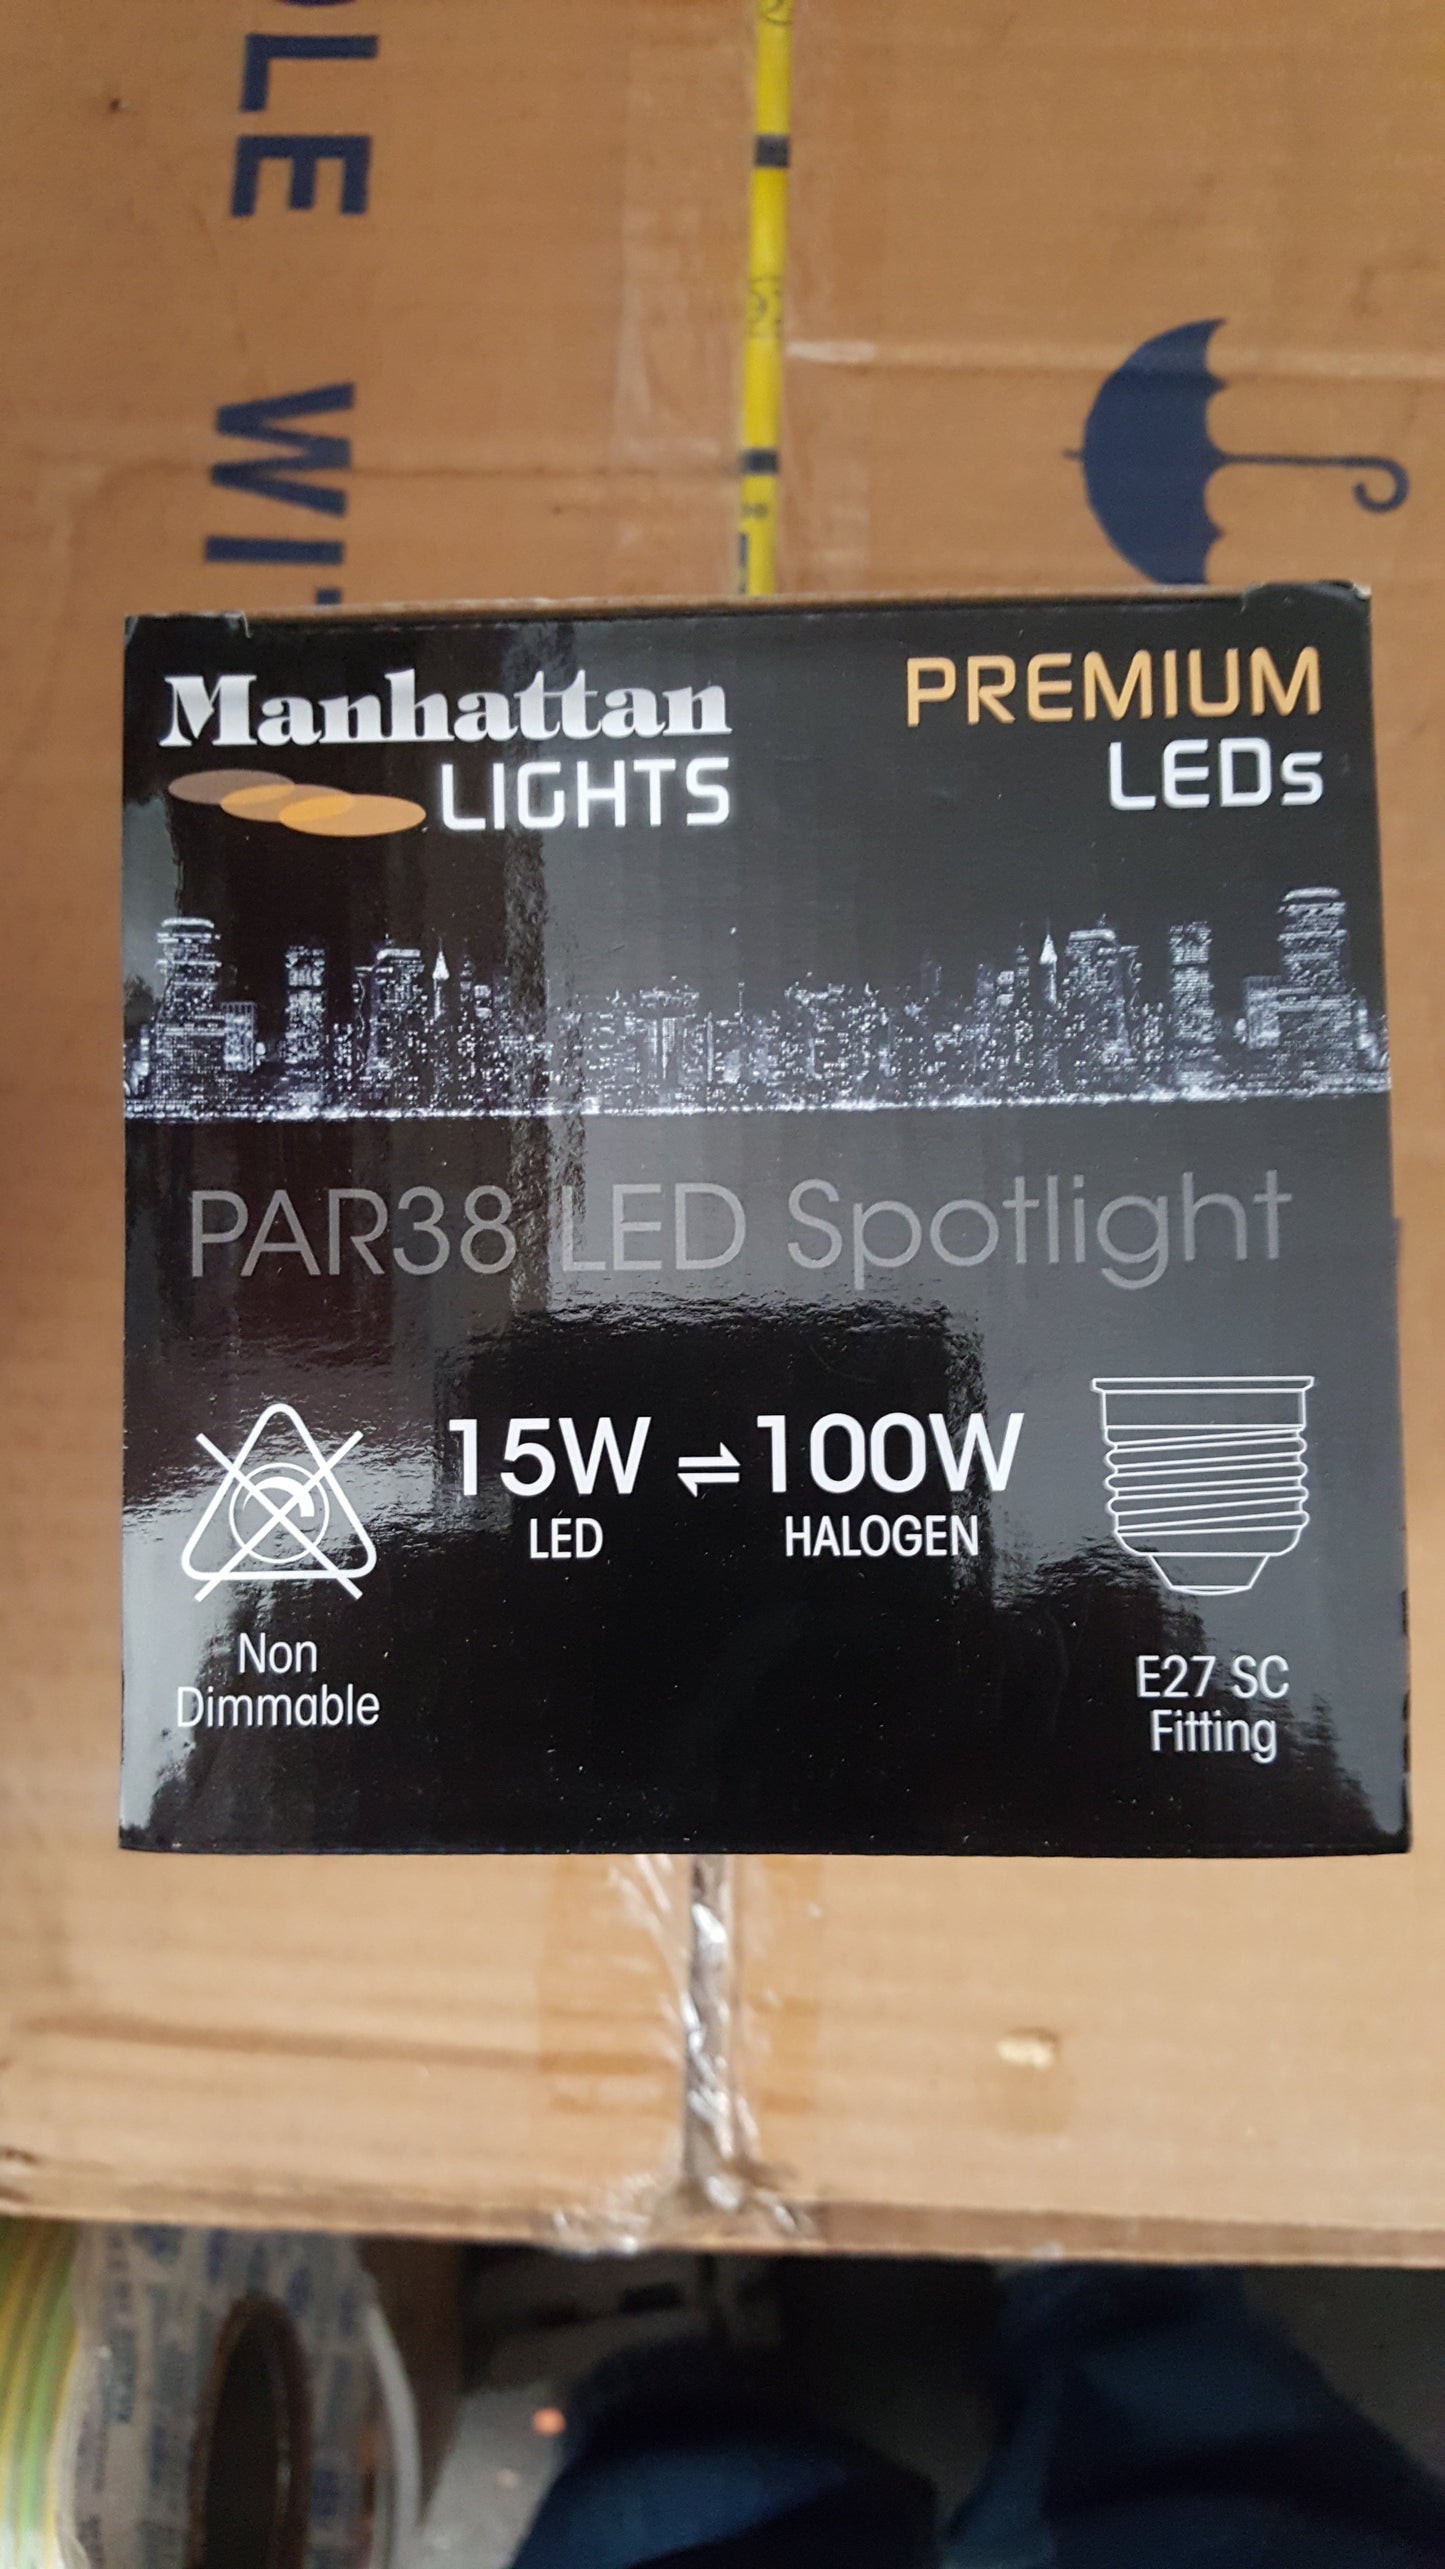 Manhattan
LIGHTS
PREMIUM
LEDs
PAR38 LED Spotlight
15W ⇌ 100W
LED HALOGEN
Non
Dimmable
E27 SC
Fitting